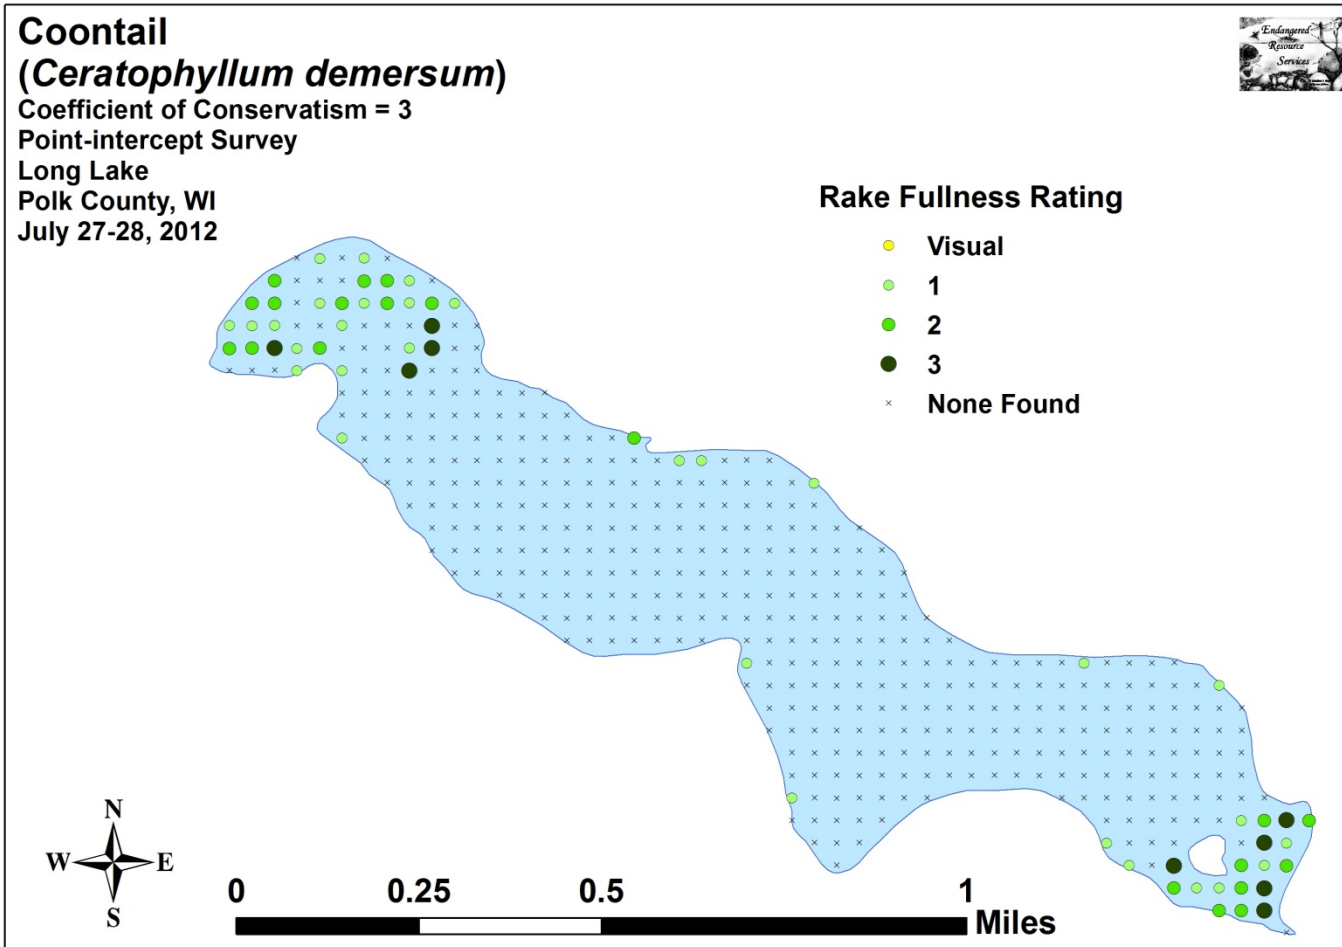 Coontail
(Ceratophyllum demersum)
Coefficient of Conservatism = 3
Point-intercept Survey
Long Lake
Polk County, WI
July 27-28, 2012
Endangered
Resource
Services
Rake Fullness Rating
Visual
1
2
3
None Found
N
W E
S
0 0.25 0.5 1
Miles